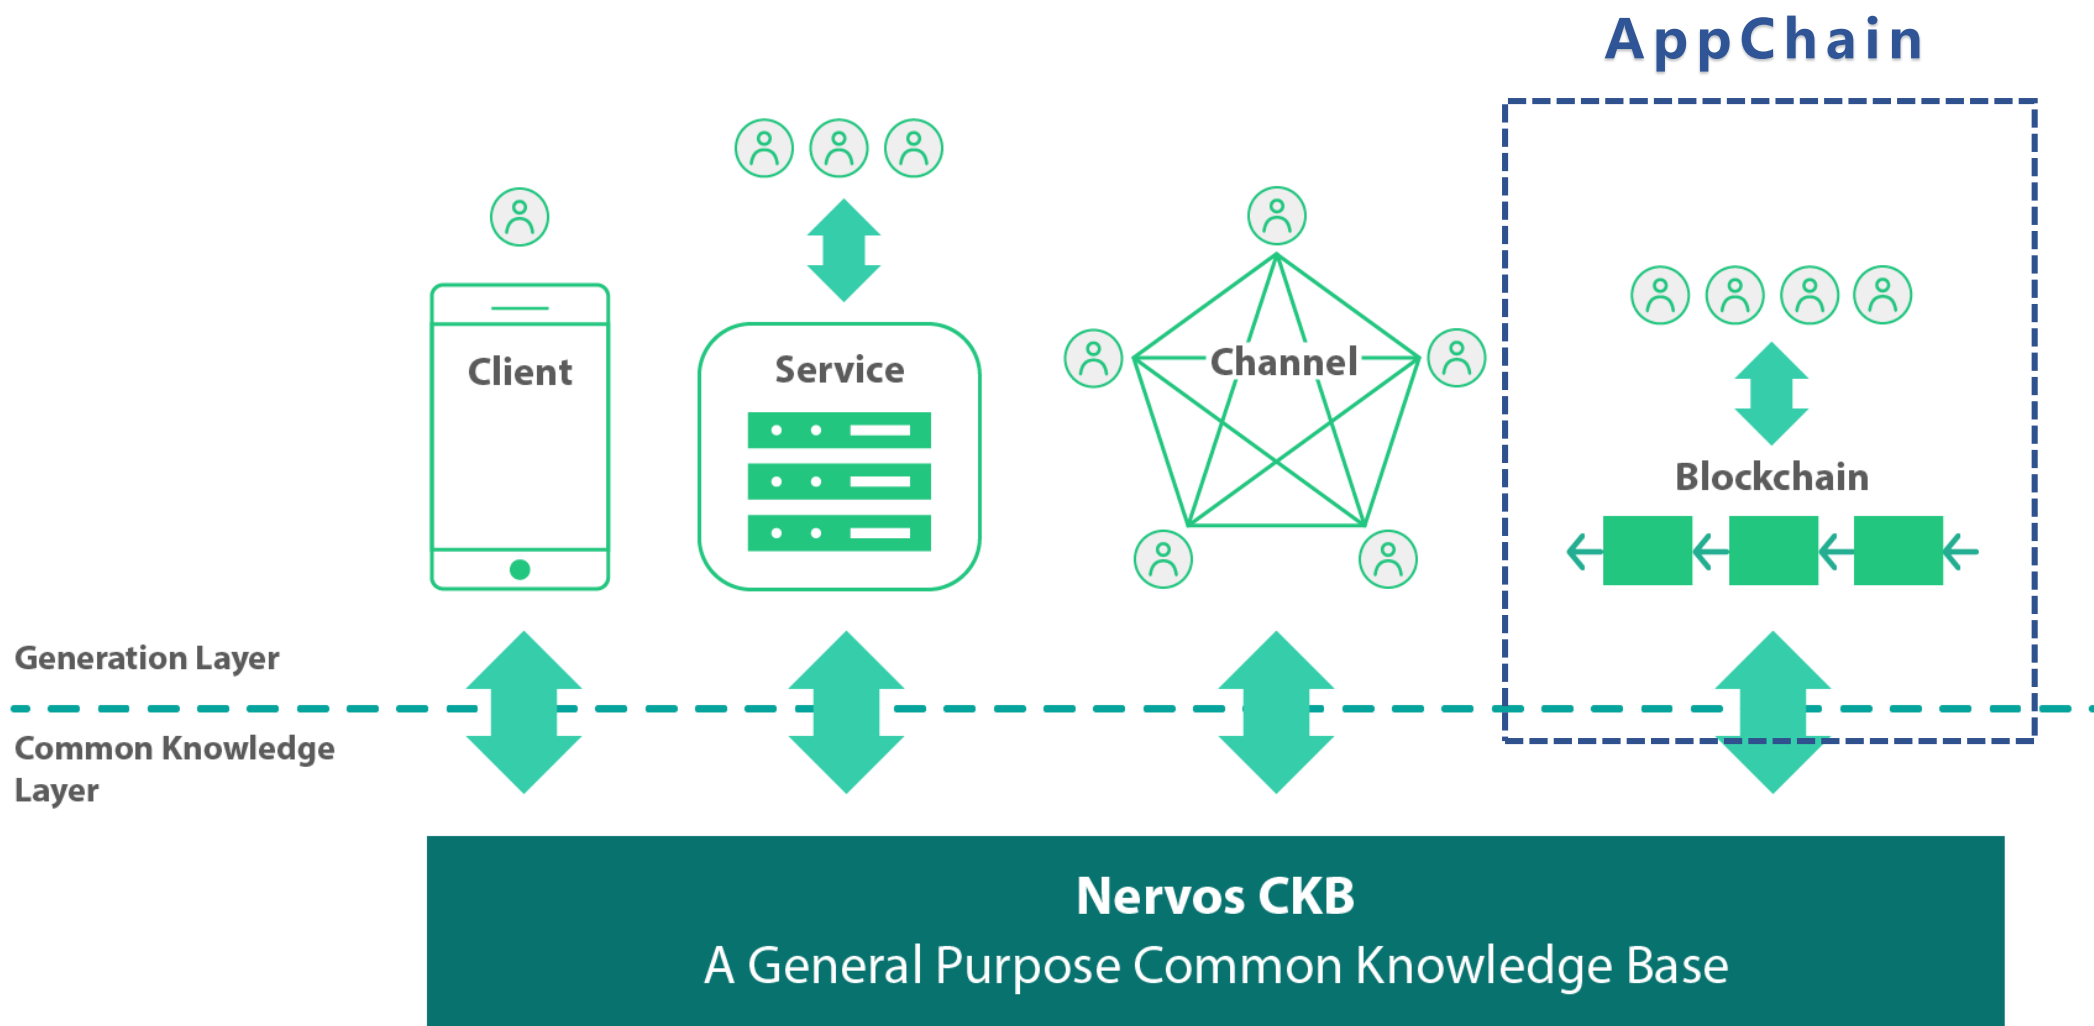 AppChain
Client
Service
Channel
Blockchain
Generation Layer
Common Knowledge
Layer
Nervos CKB
A General Purpose Common Knowledge Base